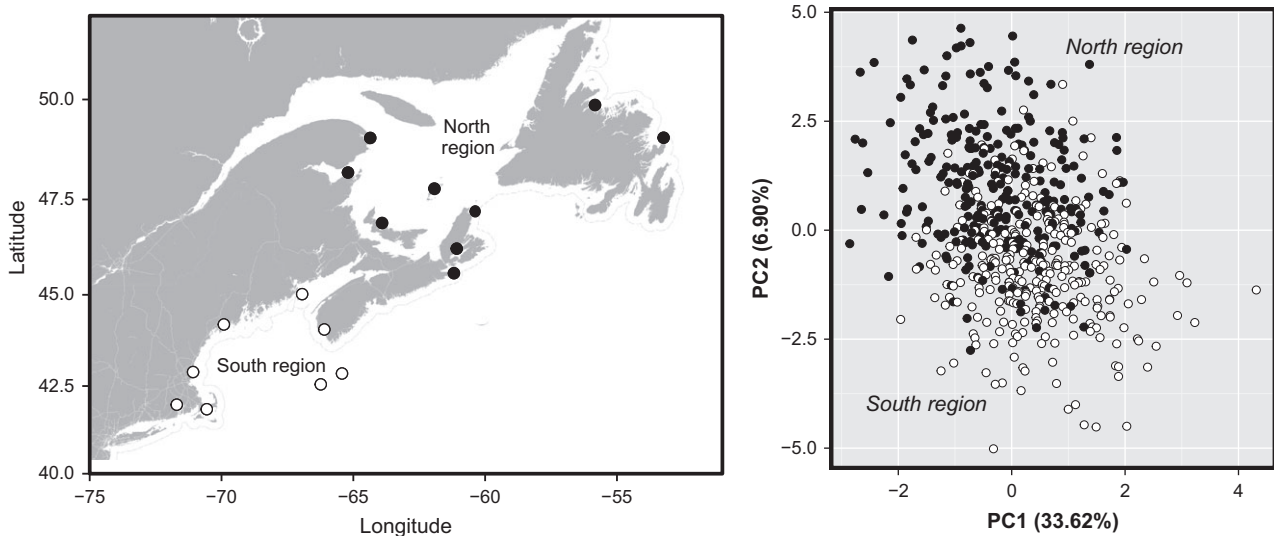 50.0
47.5
45.0
42.5
40.0
Latitude
North
region
South region
−75
−70
−65
−60
−55
Longitude
5.0
2.5
0.0
−2.5
−5.0
PC2 (6.90%)
North region
South region
−2
0
2
4
PC1 (33.62%)